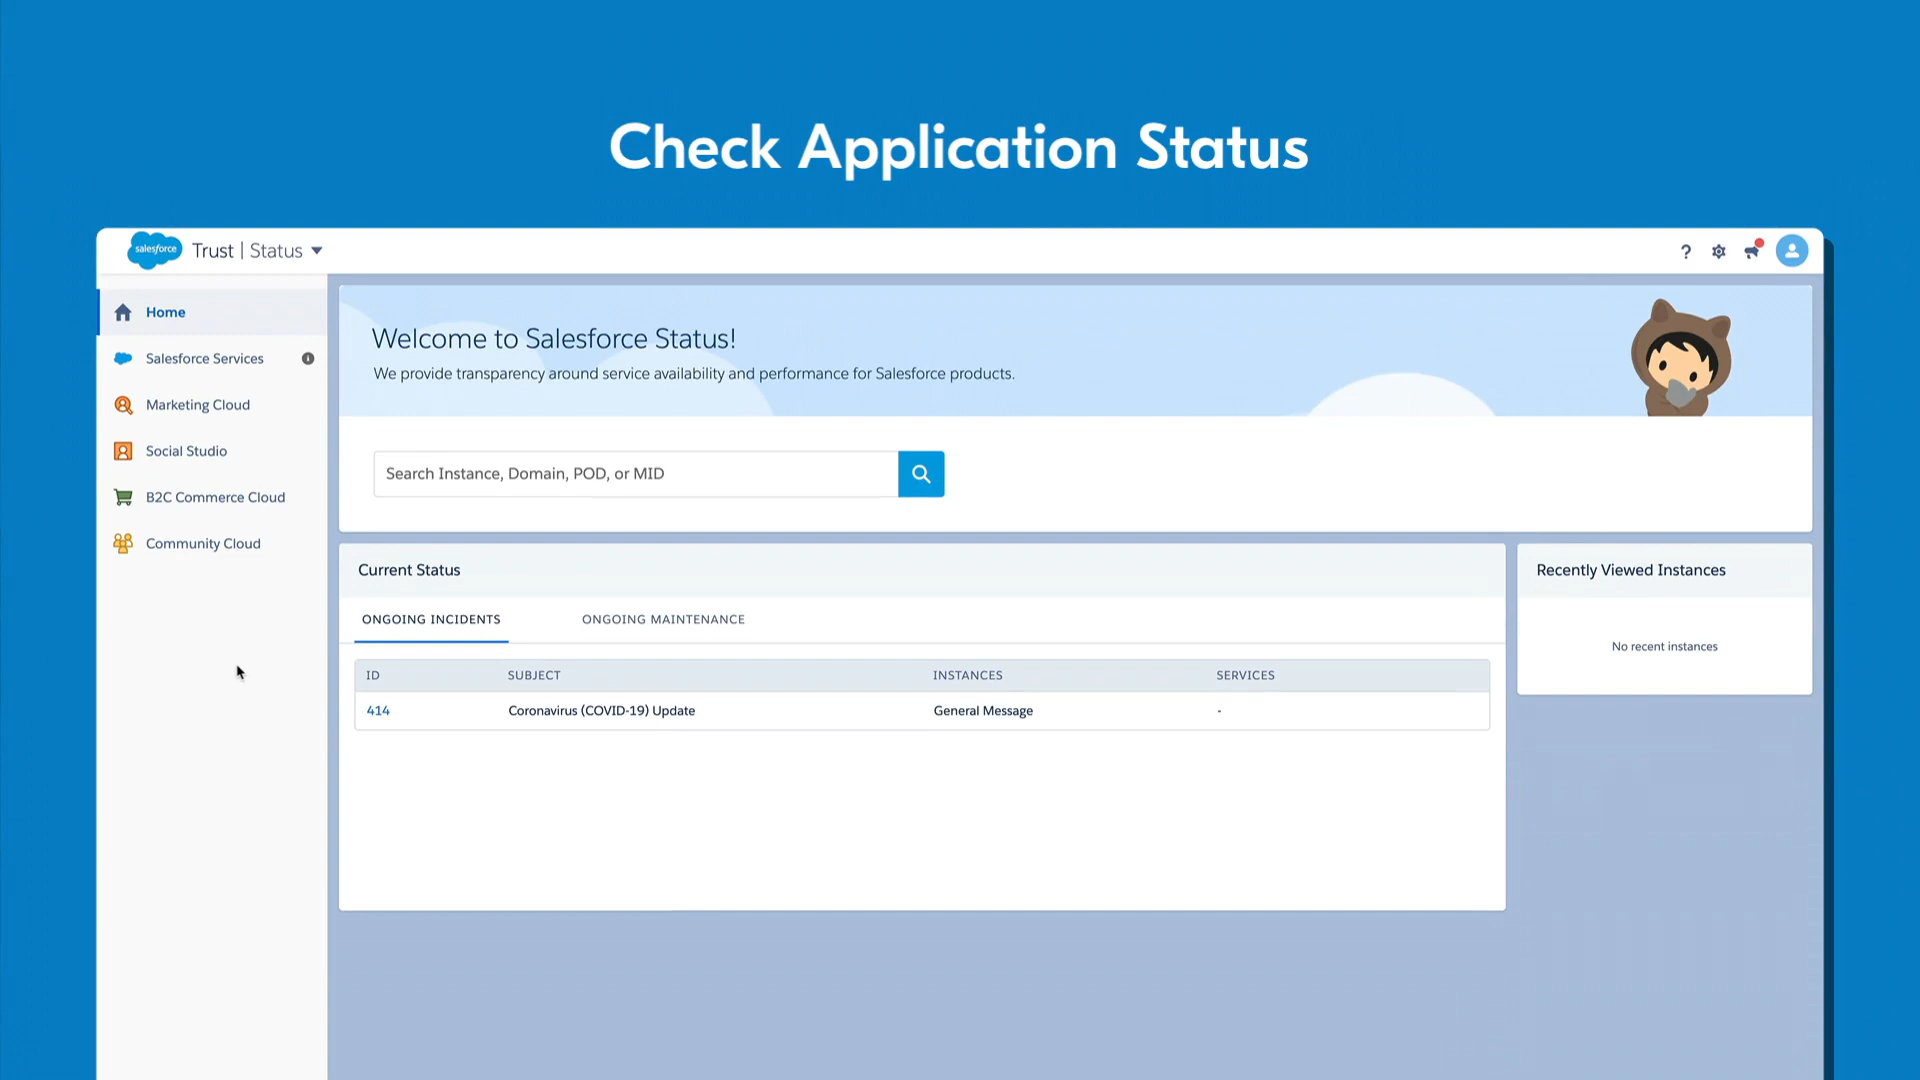 Check Application Status
salesforce Trust | Status
?
Home
Salesforce Services
Marketing Cloud
Social Studio
B2C Commerce Cloud
Community Cloud
Welcome to Salesforce Status!
We provide transparency around service availability and performance for Salesforce products.
Search Instance, Domain, POD, or MID
Current Status
ONGOING INCIDENTS ONGOING MAINTENANCE
ID SUBJECT INSTANCES SERVICES
414 Coronavirus (COVID-19) Update General Message -
Recently Viewed Instances
No recent instances